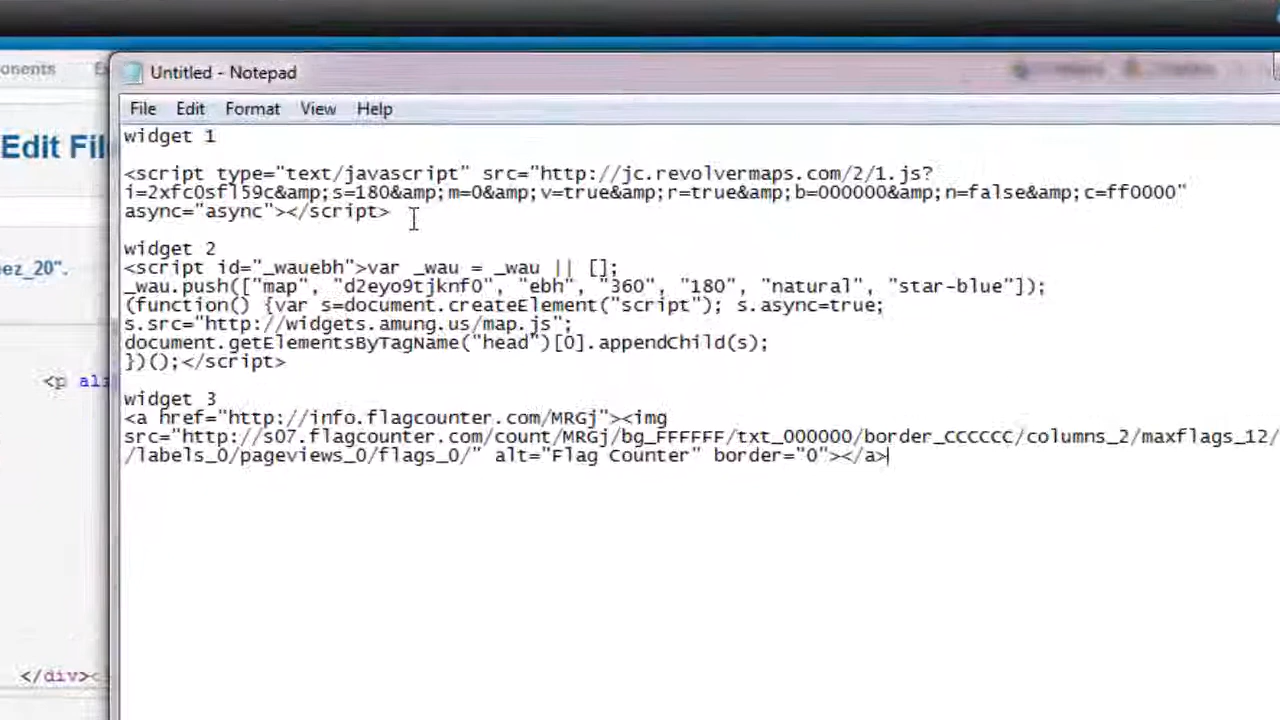 onents
Untitled - Notepad
File Edit Format View Help
Edit Fil
widget 1
<script type="text/javascript" src="http://jc.revolvermaps.com/2/1.js?
i=2xfc0sfl59c&amp;s=180&amp;m=0&amp;v=true&amp;r=true&amp;b=000000&amp;n=false&amp;c=ff0000"
async="async"></script>
widget 2
ez_20".
<script id="_wauebh">var _wau = _wau || [];
_wau.push(["map", "d2eyo9tjknf0", "ebh", "360", "180", "natural", "star-blue"]);
(function() {var s=document.createElement("script"); s.async=true;
s.src="http://widgets.amung.us/map.js";
document.getElementsByTagName("head")[0].appendChild(s);
})();</script>
<p als
widget 3
<a href="http://info.flagcounter.com/MRGj"><img
src="http://s07.flagcounter.com/count/MRGj/bg_FFFFFF/txt_000000/border_CCCCCC/columns_2/maxflags_12/
/labels_0/pageviews_0/flags_0/" alt="Flag Counter" border="0"></a>
</div>